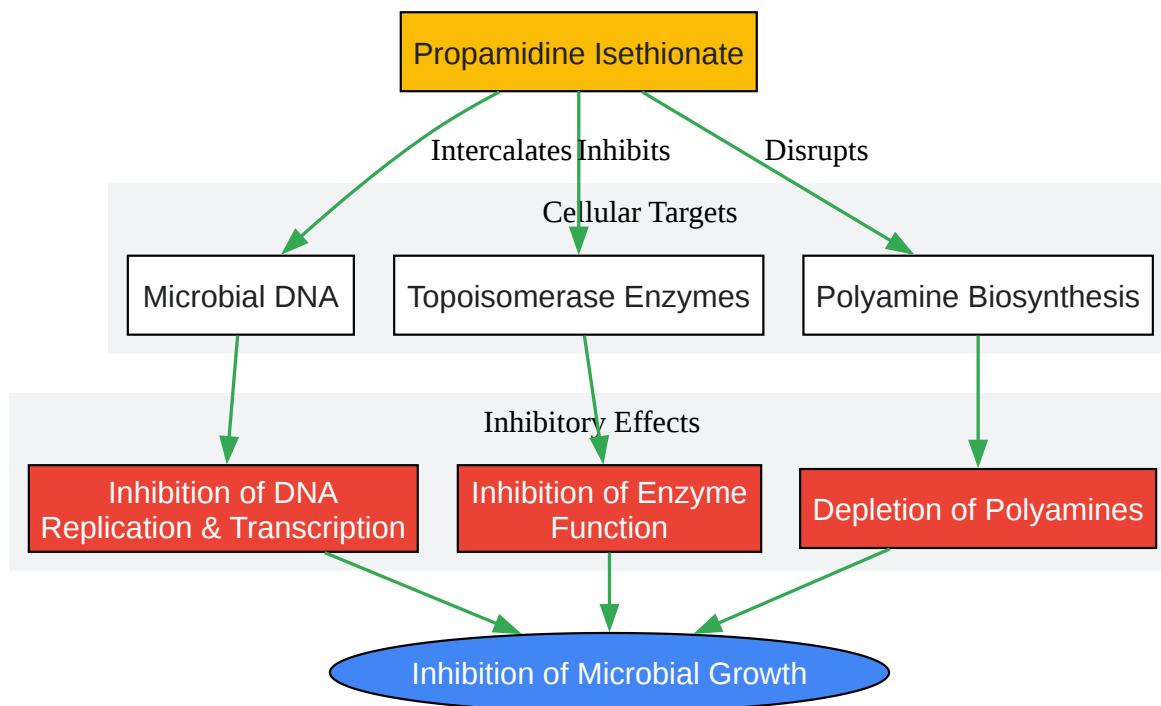 Propamidine Isethionate
Intercalates
Inhibits
Disrupts
Cellular Targets
Microbial DNA
Topoisomerase Enzymes
Polyamine Biosynthesis
Inhibitory Effects
Inhibition of DNA
Replication & Transcription
Inhibition of Enzyme
Function
Depletion of Polyamines
Inhibition of Microbial Growth